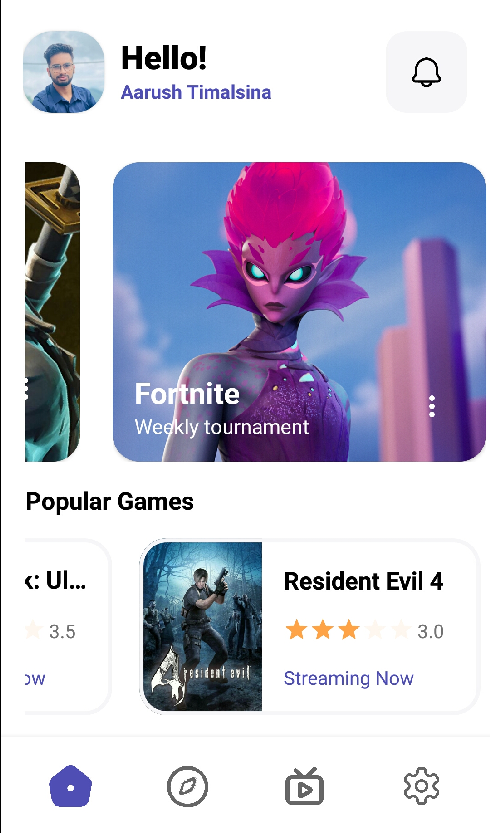 Hello!
Aarush Timalsina
Fortnite
Weekly tournament
Popular Games
k: Ul...
3.5
ow
Resident Evil 4
3.0
Streaming Now
4 resident evil